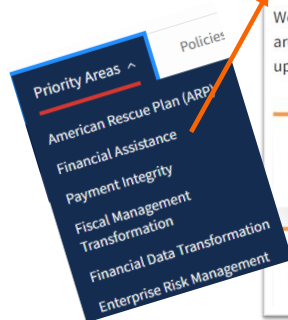 Priority Areas ^
Policies
American Rescue Plan (ARP)
Financial Assistance
Payment Integrity
Fiscal Management
Transformation
Financial Data Transformation
Enterprise Risk Management